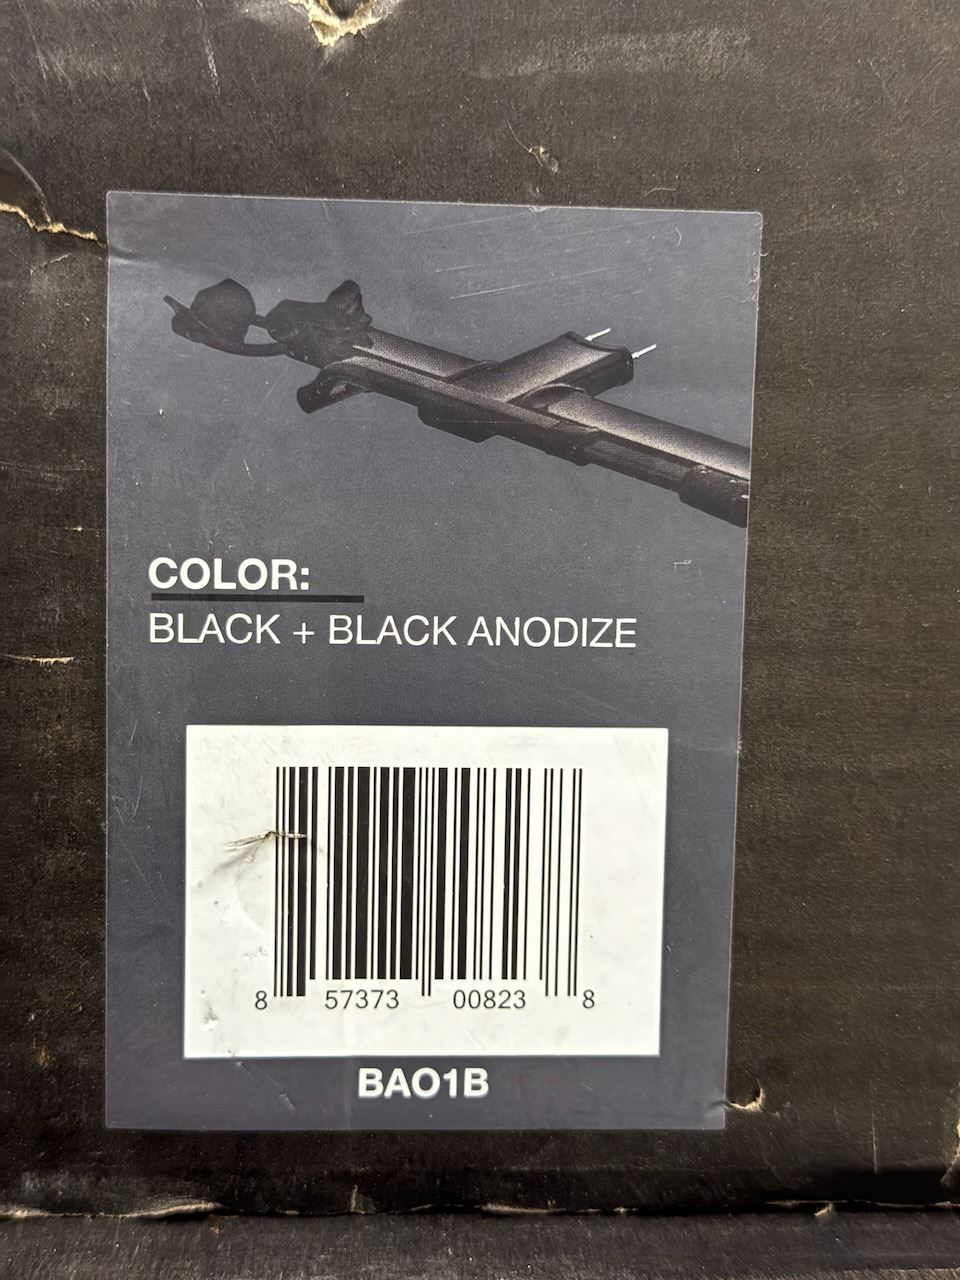 COLOR:
BLACK + BLACK ANODIZE
8 57373 00823 8
BAO1B